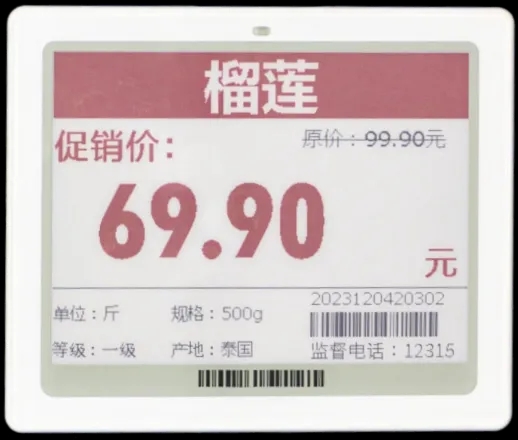 榴莲
促销价：
原价：99.90元
69.90
元
单位：斤 规格：500g
2023120420302
等级：一级 产地：泰国
监督电话：12315